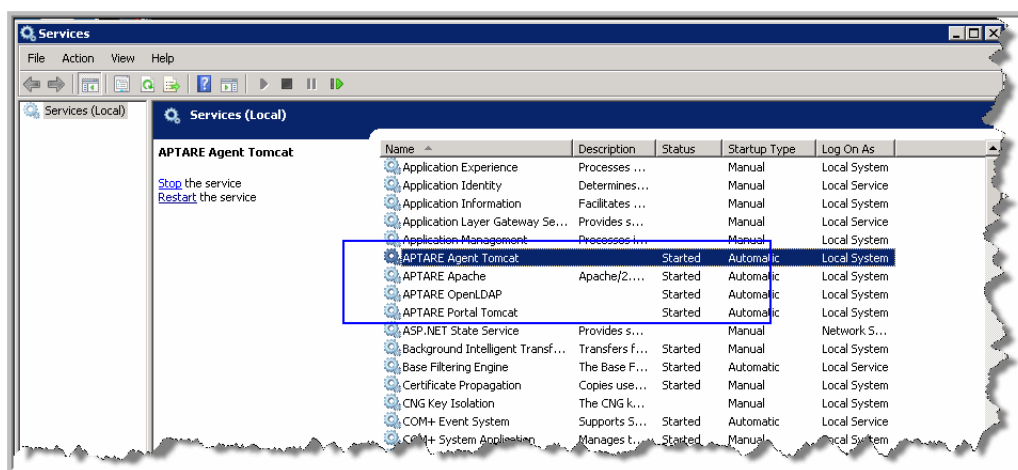 Services
File Action View Help
Services (Local)
Services (Local)
APTARE Agent Tomcat
Stop the service
Restart the service
Name Description Status Startup Type Log On As
Application Experience Processes ... Manual Local System
Application Identity Determines... Manual Local Service
Application Information Facilitates ... Manual Local System
Application Layer Gateway Se... Provides s... Manual Local Service
Application Management Processes i... Manual Local System
APTARE Agent Tomcat Started Automatic Local System
APTARE Apache Apache/2.... Started Automatic Local System
APTARE OpenLDAP Started Automatic Local System
APTARE Portal Tomcat Started Automatic Local System
ASP.NET State Service Provides s... Manual Network S...
Background Intelligent Transf... Transfers f... Started Manual Local System
Base Filtering Engine The Base F... Started Automatic Local Service
Certificate Propagation Copies use... Started Manual Local System
CNG Key Isolation The CNG k... Manual Local System
COM+ Event System Supports S... Started Automatic Local Service
COM+ System Application Manages t... Started Manual Local System